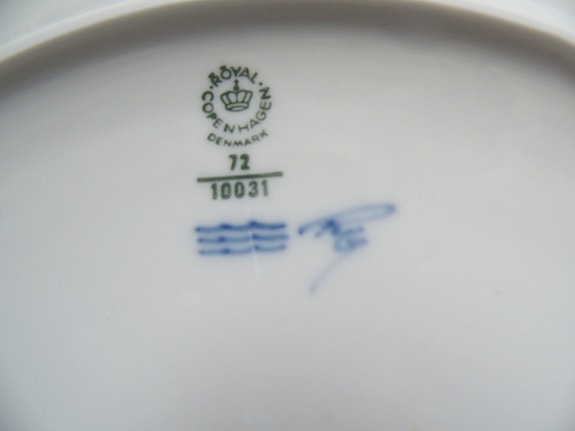 ROYAL
COPENHAGEN
DENMARK
72
10031